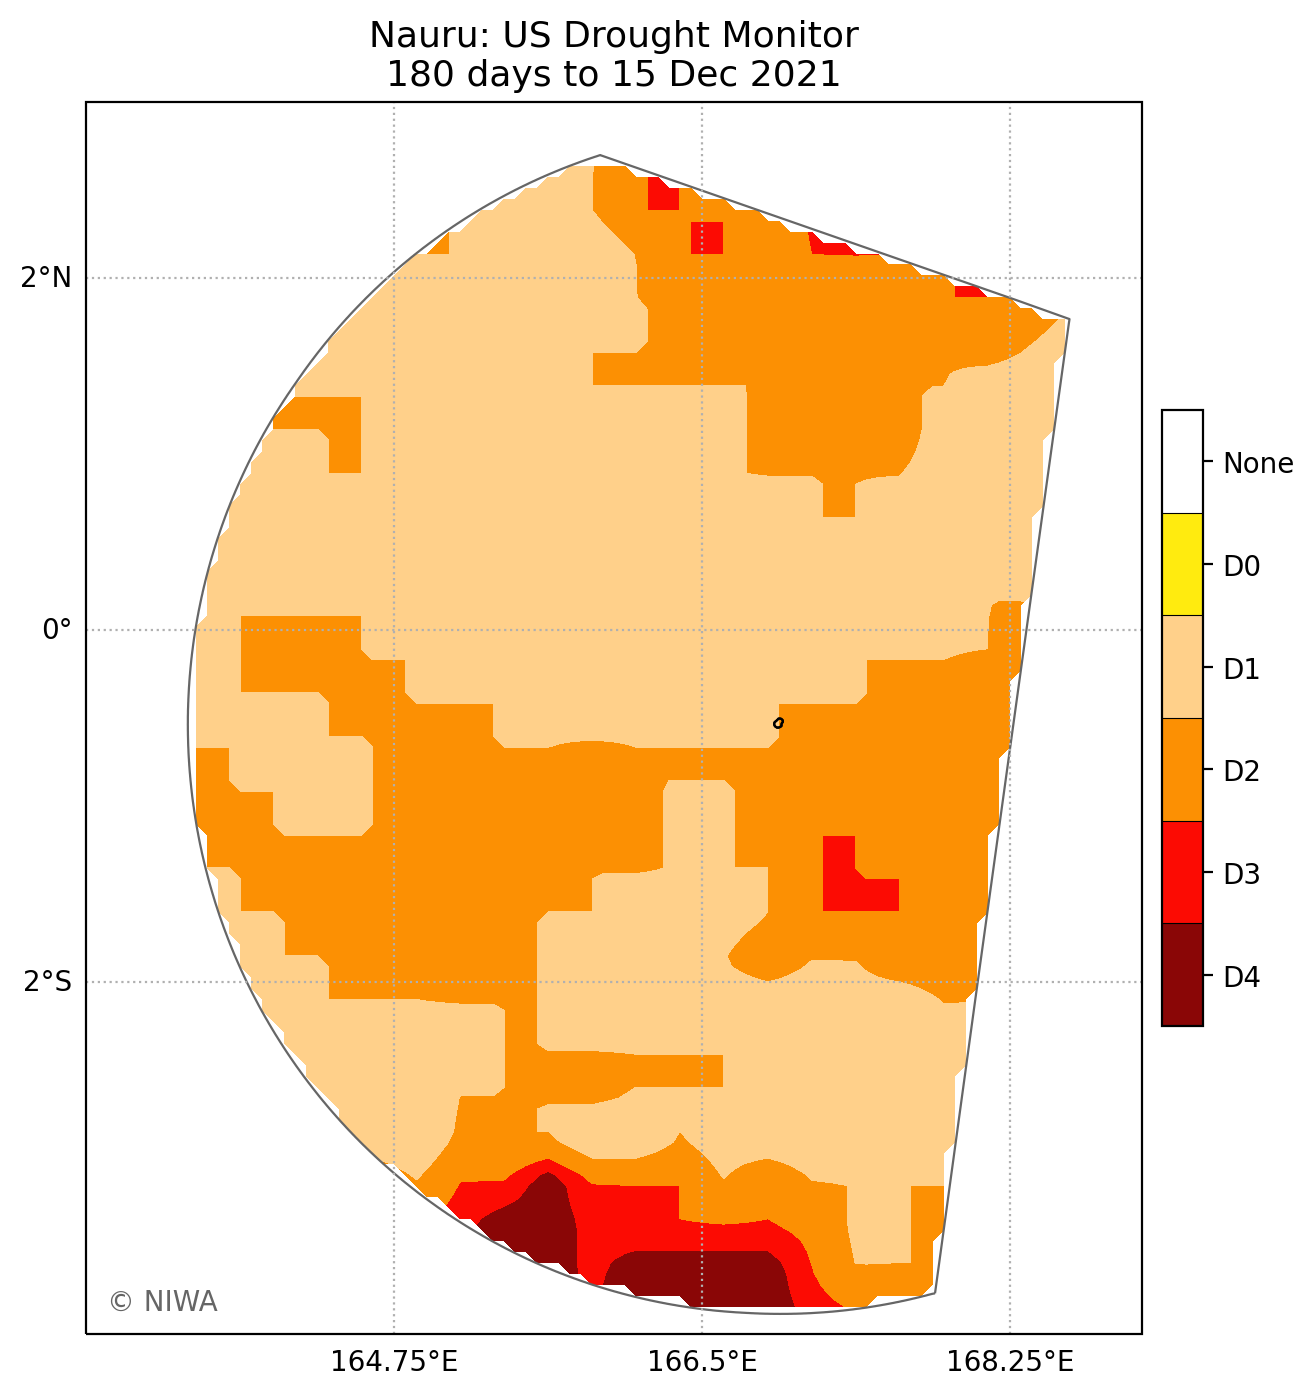 Nauru: US Drought Monitor
180 days to 15 Dec 2021
2°N
0°
2°S
164.75°E
166.5°E
168.25°E
None
D0
D1
D2
D3
D4
© NIWA